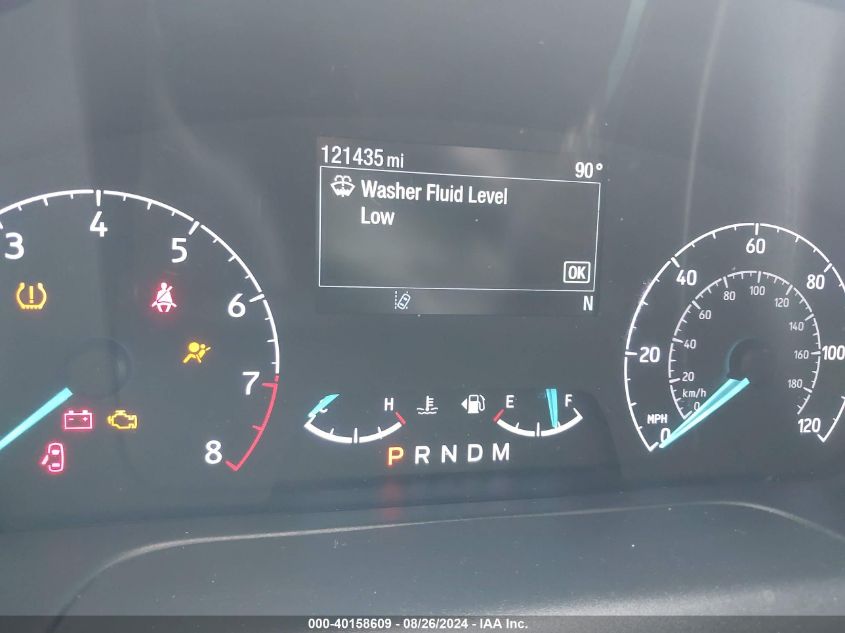 121435 mi
90°
Washer Fluid Level
Low
OK
N
3
4
5
6
7
8
H
E
F
P R N D M
0
20
40
60
80
100
120
MPH
0
20
40
60
80
100
120
140
160
180
km/h
000-40158609 - 08/26/2024 - IAA Inc.